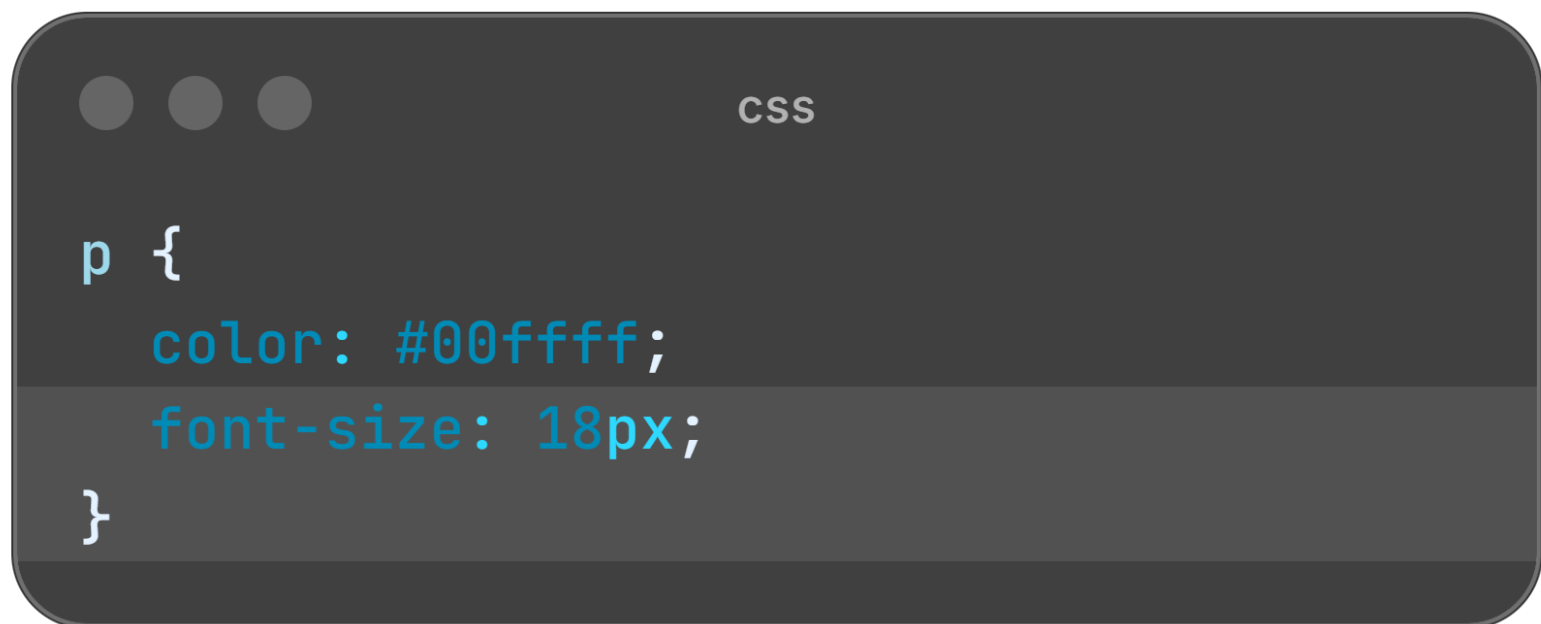 css
p {
  color: #00ffff;
  font-size: 18px;
}